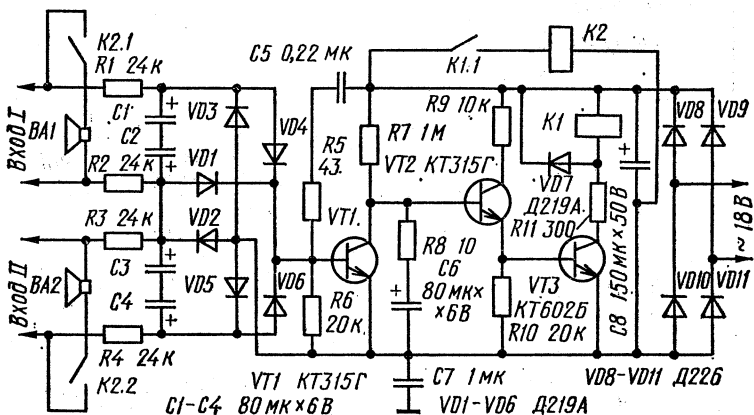 K2.1
R1 24к
C1
C2
+
+
VD3
VD4
C5 0,22 мк
K1.1
K2
R9 10к
VD8
VD9
Вход I
BA1
R2 24к
VD1
R5
43
R7 1М
VT2 КТ315Г
K1
+
R3 24к
VD2
VT1
VD7
Д219А
R11 300
C8 150 мк × 50 В
~ 18 В
Вход II
BA2
C3
C4
+
+
VD5
VD6
R6
20к
R8 10
C6
80 мк×
×6 В
+
VT3
КТ602Б
R10 20к
VD10
VD11
R4 24к
K2.2
VT1 КТ315Г
C7 1 мк
VD8–VD11 Д226
C1–C4 80 мк × 6 В
VD1–VD6 Д219А